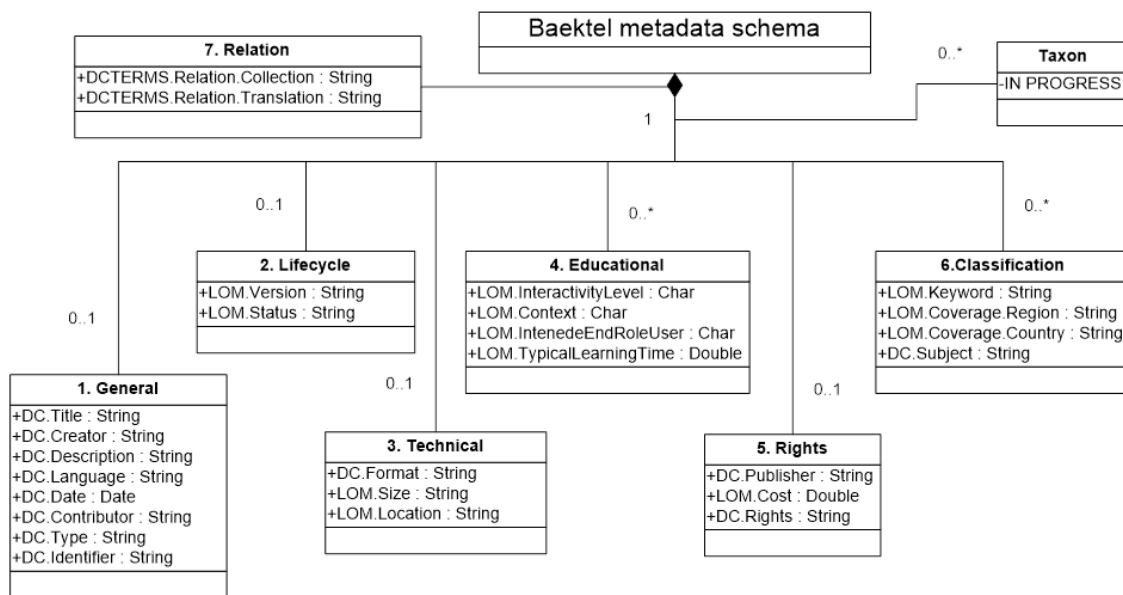 Baektel metadata schema
7. Relation
+DCTERMS.Relation.Collection : String
+DCTERMS.Relation.Translation : String
0..*
Taxon
-IN PROGRESS
1
0..1
0..*
0..*
2. Lifecycle
+LOM.Version : String
+LOM.Status : String
4. Educational
+LOM.InteractivityLevel : Char
+LOM.Context : Char
+LOM.IntenedeEndRoleUser : Char
+LOM.TypicalLearningTime : Double
6.Classification
+LOM.Keyword : String
+LOM.Coverage.Region : String
+LOM.Coverage.Country : String
+DC.Subject : String
0..1
0..1
0..1
1. General
+DC.Title : String
+DC.Creator : String
+DC.Description : String
+DC.Language : String
+DC.Date : Date
+DC.Contributor : String
+DC.Type : String
+DC.Identifier : String
3. Technical
+DC.Format : String
+LOM.Size : String
+LOM.Location : String
5. Rights
+DC.Publisher : String
+LOM.Cost : Double
+DC.Rights : String